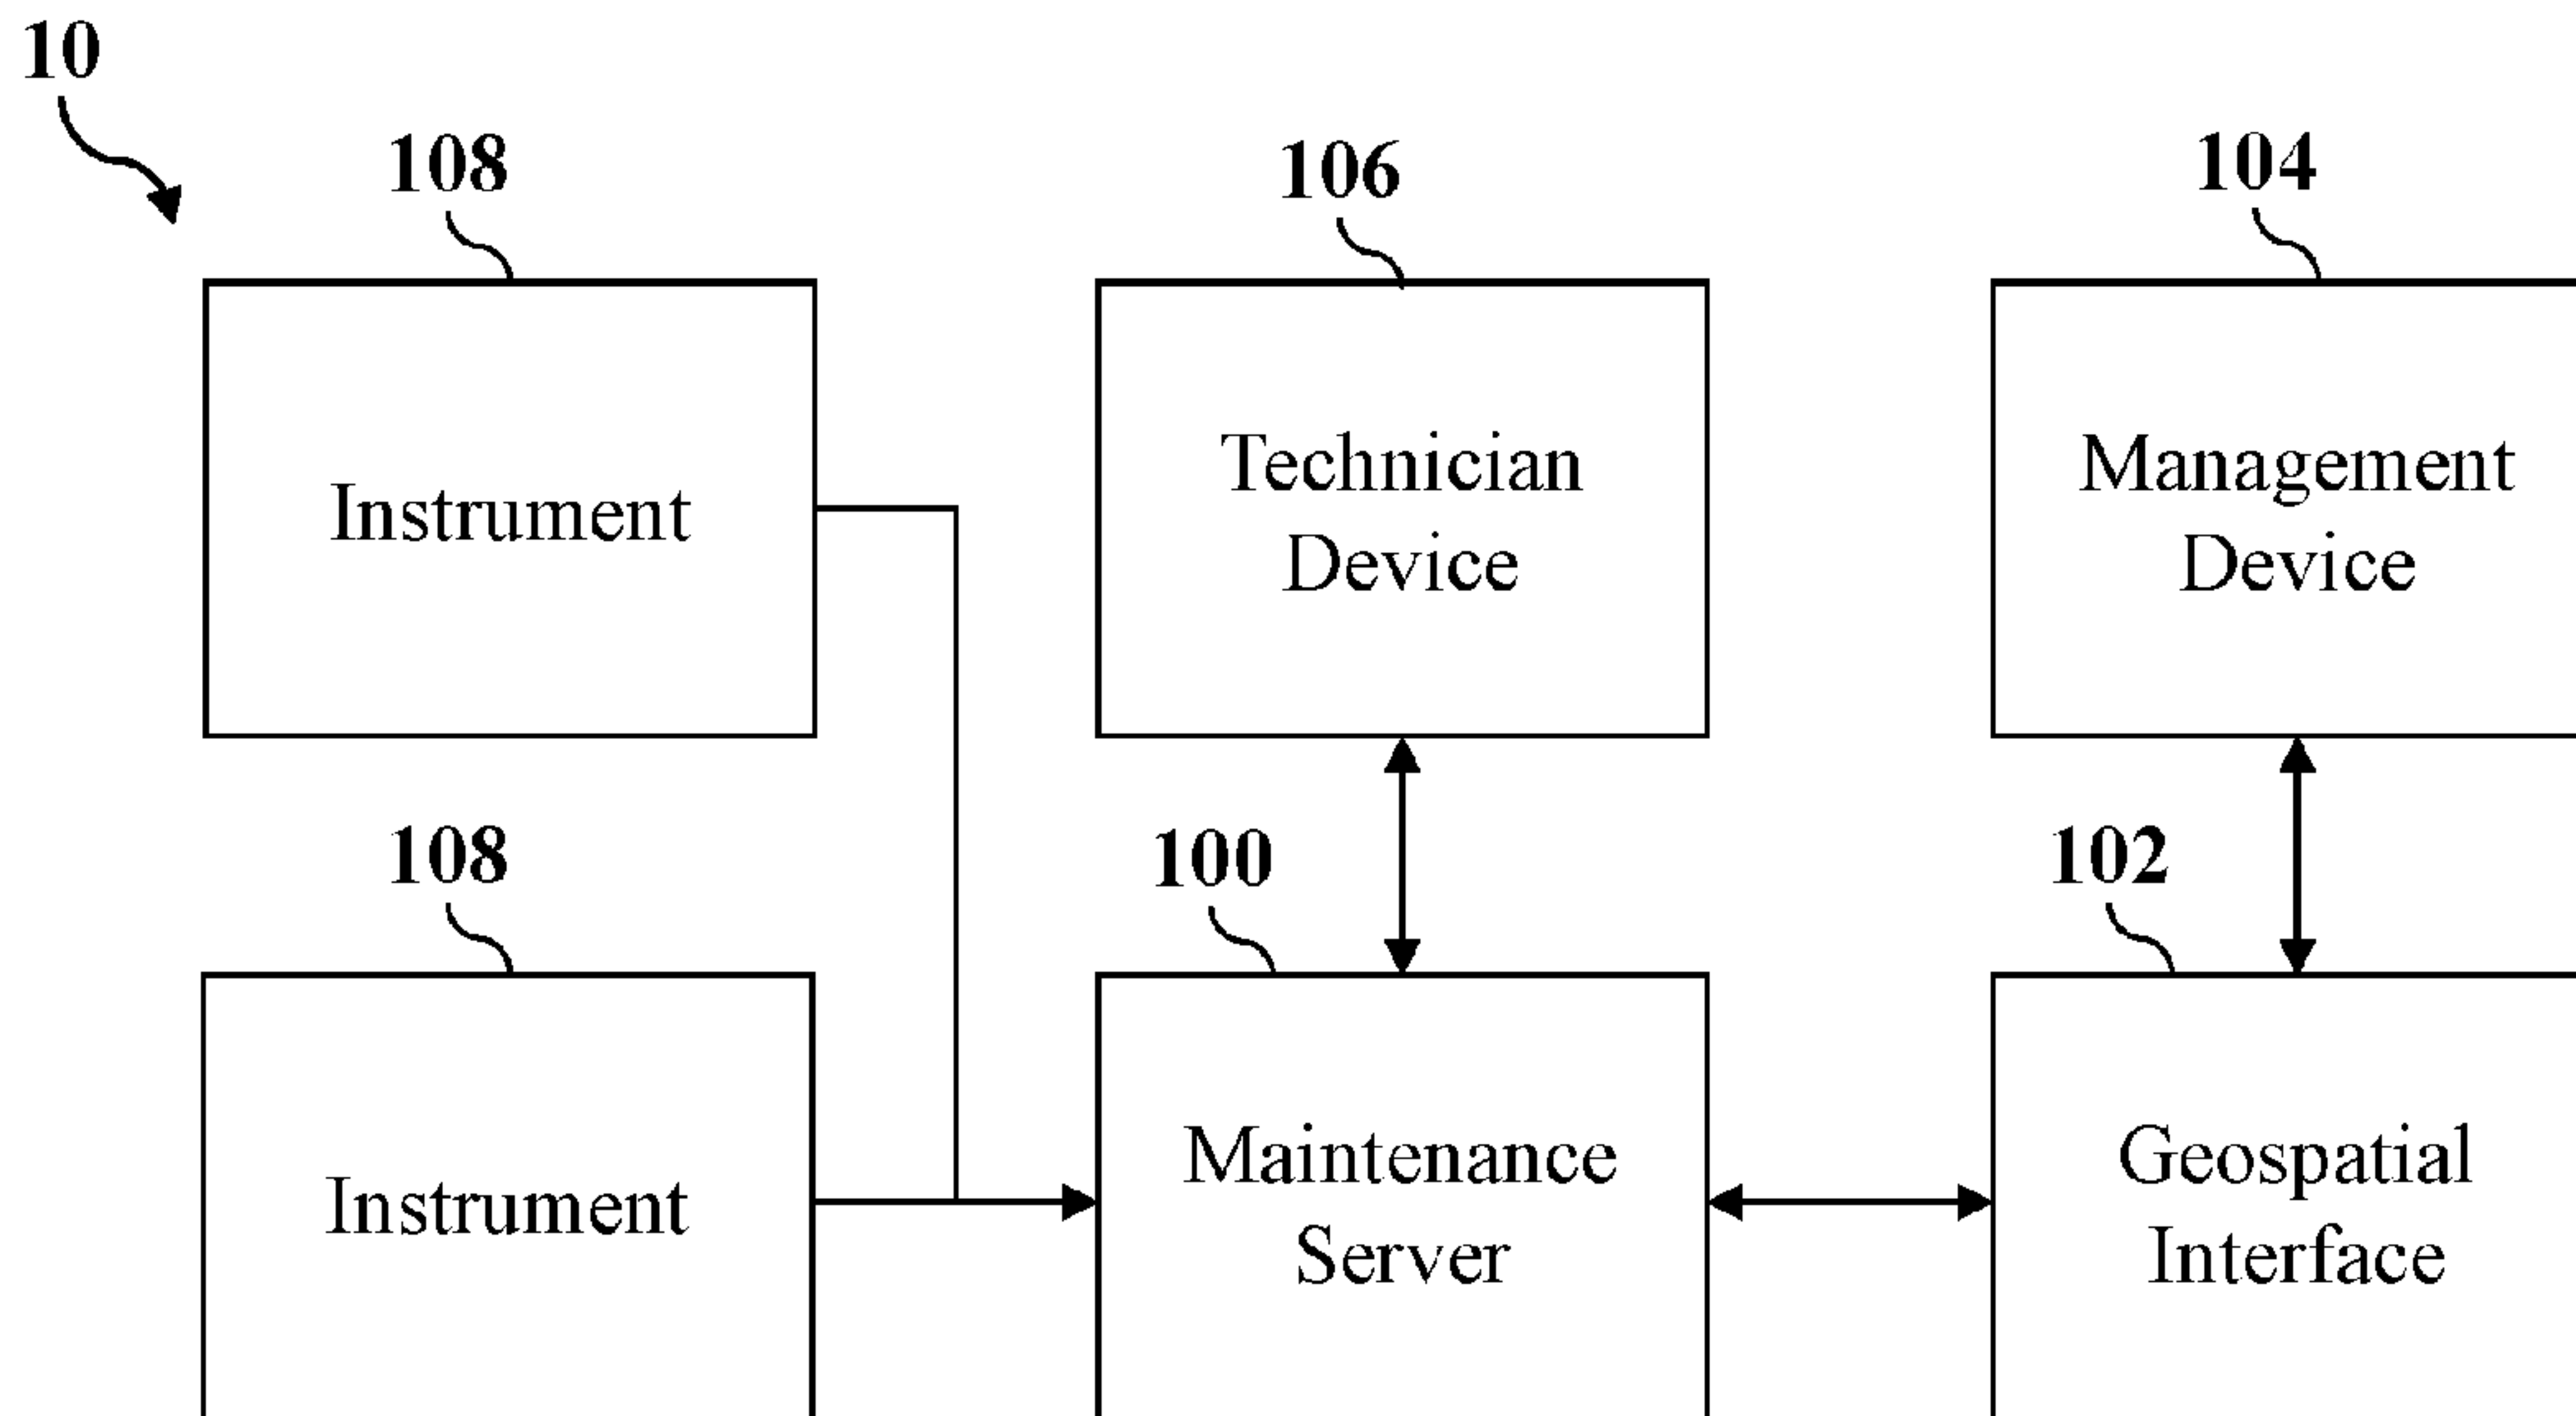 10
108
106
104
Instrument
Technician
Device
Management
Device
108
100
102
Instrument
Maintenance
Server
Geospatial
Interface